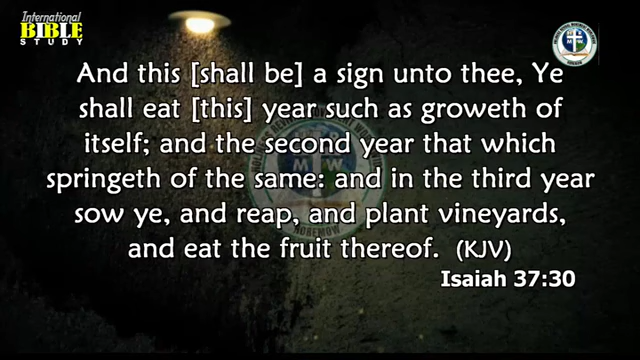 International
BIBLE
STUDY
And this [shall be] a sign unto thee, Ye
shall eat [this] year such as groweth of
itself; and the second year that which
springeth of the same: and in the third year
sow ye, and reap, and plant vineyards,
and eat the fruit thereof. (KJV)
Isaiah 37:30